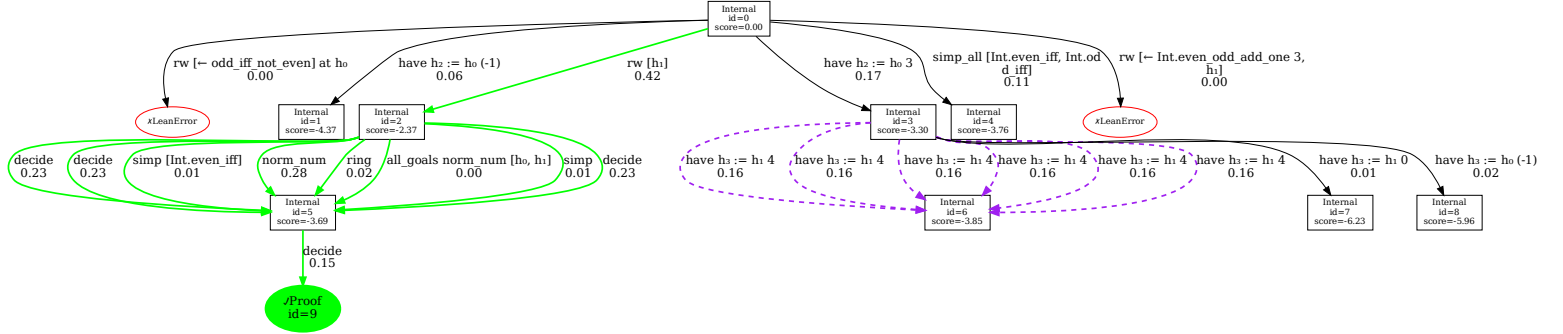 Internal
id=0
score=0.00
rw [← odd_iff_not_even] at h₀
0.00
have h₂ := h₀ (-1)
0.06
rw [h₁]
0.42
have h₂ := h₀ 3
0.17
simp_all [Int.even_iff, Int.od
d_iff]
0.11
rw [← Int.even_odd_add_one 3,
h₁]
0.00
✗LeanError
Internal
id=1
score=-4.37
Internal
id=2
score=-2.37
Internal
id=3
score=-3.30
Internal
id=4
score=-3.76
✗LeanError
decide
0.23
decide
0.23
simp [Int.even_iff]
0.01
norm_num
0.28
ring
0.02
all_goals norm_num [h₀, h₁]
0.00
simp
0.01
decide
0.23
have h₃ := h₁ 4
0.16
have h₃ := h₁ 4
0.16
have h₃ := h₁ 4
0.16
have h₃ := h₁ 4
0.16
have h₃ := h₁ 4
0.16
have h₃ := h₁ 4
0.16
have h₃ := h₁ 0
0.01
have h₃ := h₀ (-1)
0.02
Internal
id=5
score=-3.69
Internal
id=6
score=-3.85
Internal
id=7
score=-6.23
Internal
id=8
score=-5.96
decide
0.15
✓Proof
id=9